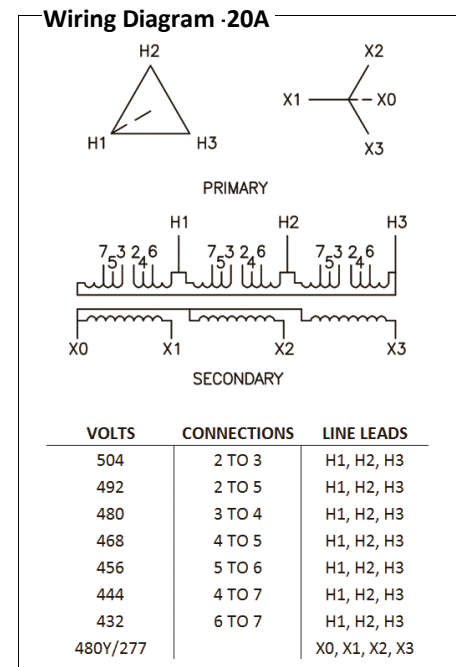 Wiring Diagram -20A
H2
H1
H3
X2
X1
X0
X3
PRIMARY
H1 H2 H3
7 5 3 2 4 6 7 5 3 2 4 6 7 5 3 2 4 6
X0 X1 X2 X3
SECONDARY
VOLTS CONNECTIONS LINE LEADS
504 2 TO 3 H1, H2, H3
492 2 TO 5 H1, H2, H3
480 3 TO 4 H1, H2, H3
468 4 TO 5 H1, H2, H3
456 5 TO 6 H1, H2, H3
444 4 TO 7 H1, H2, H3
432 6 TO 7 H1, H2, H3
480Y/277 X0, X1, X2, X3